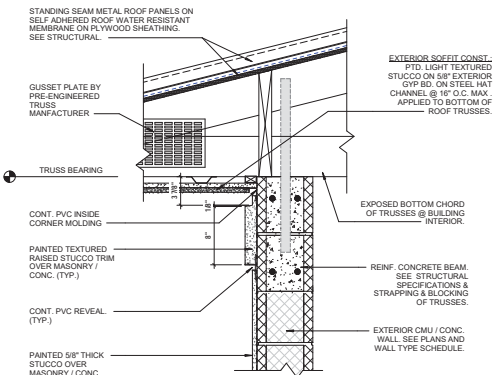 STANDING SEAM METAL ROOF PANELS ON
SELF ADHERED ROOF WATER RESISTANT
MEMBRANE ON PLYWOOD SHEATHING.
SEE STRUCTURAL.
EXTERIOR SOFFIT CONST.:
PTD. LIGHT TEXTURED
STUCCO ON 5/8" EXTERIOR
GYP BD. ON STEEL HAT
CHANNEL @ 16" O.C. MAX .
APPLIED TO BOTTOM OF
ROOF TRUSSES.
GUSSET PLATE BY
PRE-ENGINEERED
TRUSS
MANFACTURER
TRUSS BEARING
3 7/8"
1/8"
8"
CONT. PVC INSIDE
CORNER MOLDING
EXPOSED BOTTOM CHORD
OF TRUSSES @ BUILDING
INTERIOR.
PAINTED TEXTURED
RAISED STUCCO TRIM
OVER MASONRY /
CONC. (TYP.)
REINF. CONCRETE BEAM.
SEE STRUCTURAL
SPECIFICATIONS &
STRAPPING & BLOCKING
OF TRUSSES.
CONT. PVC REVEAL.
(TYP.)
EXTERIOR CMU / CONC.
WALL. SEE PLANS AND
WALL TYPE SCHEDULE.
PAINTED 5/8" THICK
STUCCO OVER
MASONRY / CONC